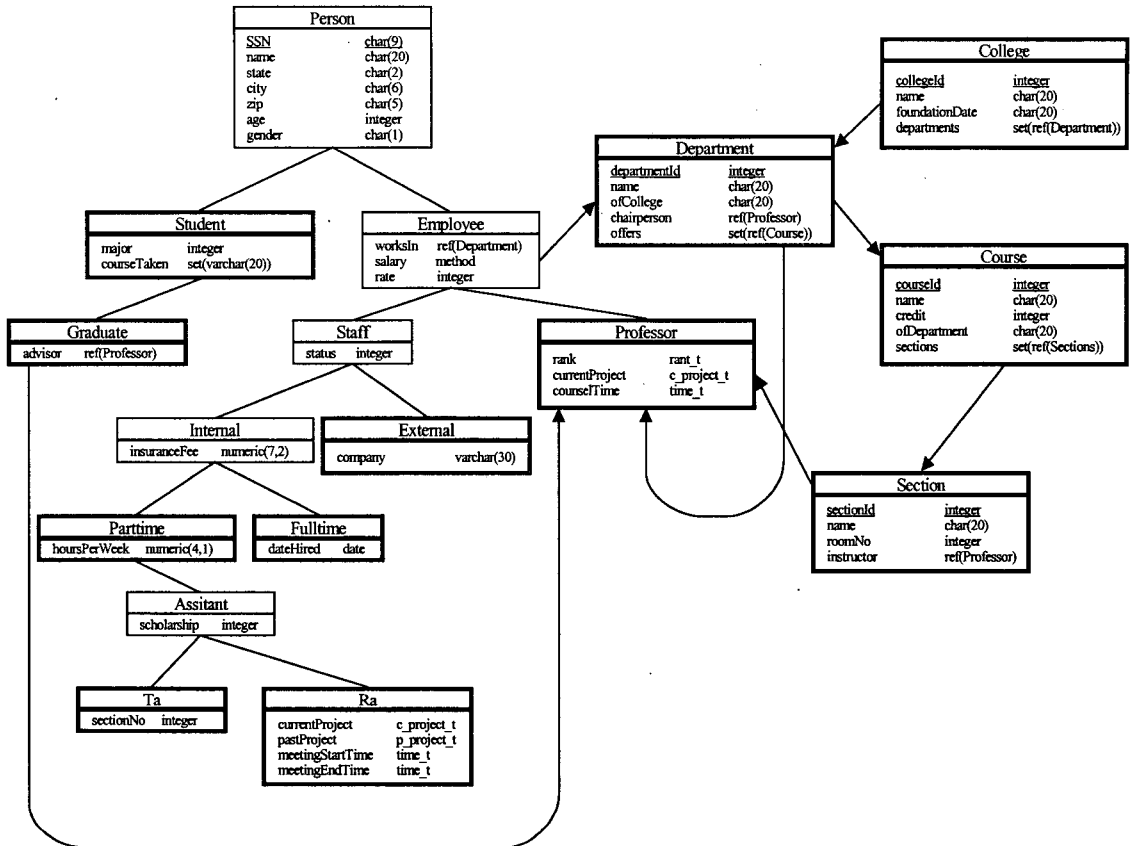 Person
SSN char(9)
name char(20)
state char(2)
city char(6)
zip char(5)
age integer
gender char(1)
College
collegeId integer
name char(20)
foundationDate char(20)
departments set(ref(Department))
Department
departmentId integer
name char(20)
ofCollege char(20)
chairperson ref(Professor)
offers set(ref(Course))
Student
major integer
courseTaken set(varchar(20))
Employee
worksIn ref(Department)
salary method
rate integer
Course
courseId integer
name char(20)
credit integer
ofDepartment char(20)
sections set(ref(Sections))
Graduate
advisor ref(Professor)
Staff
status integer
Professor
rank rant_t
currentProject c_project_t
counselTime time_t
Internal
insuranceFee numeric(7,2)
External
company varchar(30)
Section
sectionId integer
name char(20)
roomNo integer
instructor ref(Professor)
Parttime
hoursPerWeek numeric(4,1)
Fulltime
dateHired date
Assitant
scholarship integer
Ta
sectionNo integer
Ra
currentProject c_project_t
pastProject p_project_t
meetingStartTime time_t
meetingEndTime time_t